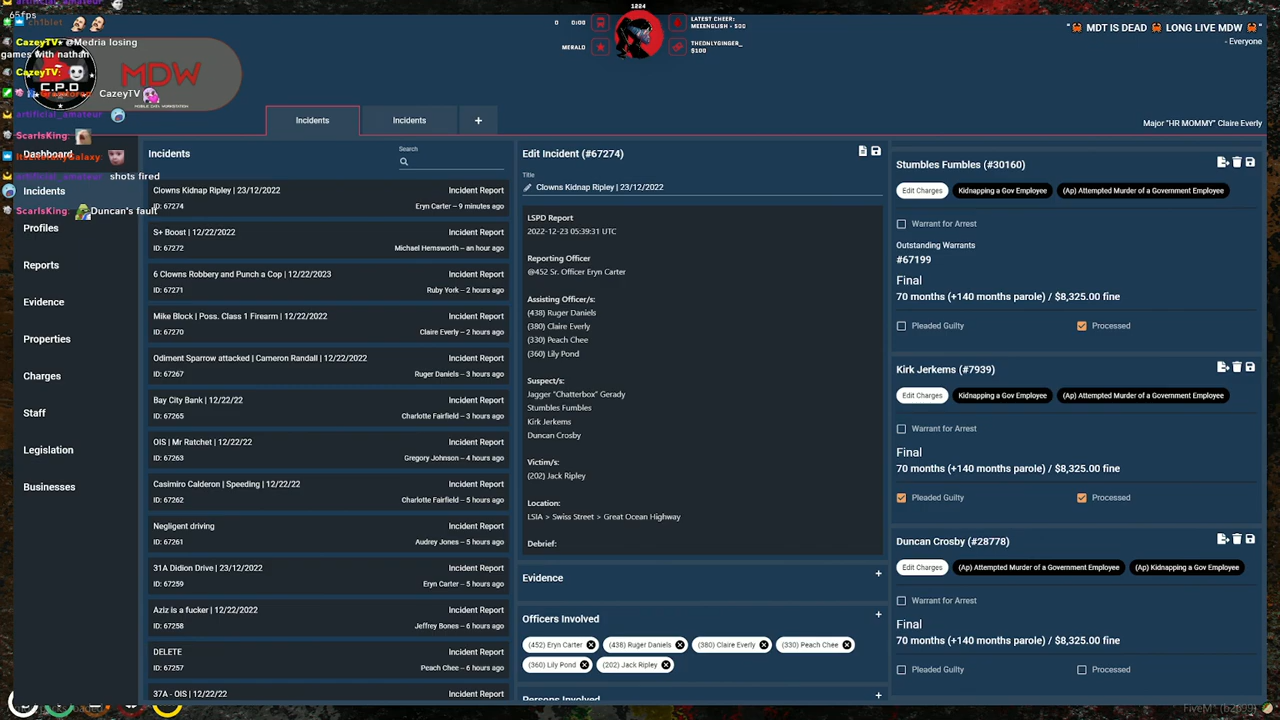 65fps
ch1blet
CazeyTV: @Medria losing
games with nathan
CazeyTV:
CazeyTV
artificial_amateur
ScarIsKing:
artificial_amateur shots fired
ScarIsKing: Duncan's fault
C.P.D
MDW
MOBILE DATA WORKSTATION
1224
0 0:00
MERALD
LATEST CHEER:
MEEENGLISH - 500
THEDNLYGINGER_
$100
" MDT IS DEAD LONG LIVE MDW "
- Everyone
Incidents
Incidents
+
Major "HR MOMMY" Claire Everly
Dashboard
Incidents
Profiles
Reports
Evidence
Properties
Charges
Staff
Legislation
Businesses
Incidents
Search
Clowns Kidnap Ripley | 23/12/2022 Incident Report
ID: 67274 Eryn Carter – 9 minutes ago
S+ Boost | 12/22/2022 Incident Report
ID: 67272 Michael Hemsworth – an hour ago
6 Clowns Robbery and Punch a Cop | 12/22/2023 Incident Report
ID: 67271 Ruby York – 2 hours ago
Mike Block | Poss. Class 1 Firearm | 12/22/2022 Incident Report
ID: 67270 Claire Everly – 2 hours ago
Odiment Sparrow attacked | Cameron Randall | 12/22/2022 Incident Report
ID: 67267 Ruger Daniels – 3 hours ago
Bay City Bank | 12/22/22 Incident Report
ID: 67265 Charlotte Fairfield – 3 hours ago
OIS | Mr Ratchet | 12/22/22 Incident Report
ID: 67263 Gregory Johnson – 4 hours ago
Casimiro Calderon | Speeding | 12/22/22 Incident Report
ID: 67262 Charlotte Fairfield – 5 hours ago
Negligent driving Incident Report
ID: 67261 Audrey Jones – 5 hours ago
31A Didion Drive | 23/12/2022 Incident Report
ID: 67259 Eryn Carter – 5 hours ago
Aziz is a fucker | 12/22/2022 Incident Report
ID: 67258 Jeffrey Bones – 6 hours ago
DELETE Incident Report
ID: 67257 Peach Chee – 6 hours ago
37A - OIS | 12/22/22 Incident Report
Edit Incident (#67274)
Title
Clowns Kidnap Ripley | 23/12/2022
LSPD Report
2022-12-23 05:39:31 UTC
Reporting Officer
@452 Sr. Officer Eryn Carter
Assisting Officer/s:
(438) Ruger Daniels
(380) Claire Everly
(330) Peach Chee
(360) Lily Pond
Suspect/s:
Jagger "Chatterbox" Gerady
Stumbles Fumbles
Kirk Jerkems
Duncan Crosby
Victim/s:
(202) Jack Ripley
Location:
LSIA > Swiss Street > Great Ocean Highway
Debrief:
Evidence +
Officers Involved +
(452) Eryn Carter (438) Ruger Daniels (380) Claire Everly (330) Peach Chee
(360) Lily Pond (202) Jack Ripley
Persons Involved +
Stumbles Fumbles (#30160)
Edit Charges Kidnapping a Gov Employee (Ap) Attempted Murder of a Government Employee
Warrant for Arrest
Outstanding Warrants
#67199
Final
70 months (+140 months parole) / $8,325.00 fine
Pleaded Guilty Processed
Kirk Jerkems (#7939)
Edit Charges Kidnapping a Gov Employee (Ap) Attempted Murder of a Government Employee
Warrant for Arrest
Final
70 months (+140 months parole) / $8,325.00 fine
Pleaded Guilty Processed
Duncan Crosby (#28778)
Edit Charges (Ap) Attempted Murder of a Government Employee (Ap) Kidnapping a Gov Employee
Warrant for Arrest
Final
70 months (+140 months parole) / $8,325.00 fine
Pleaded Guilty Processed